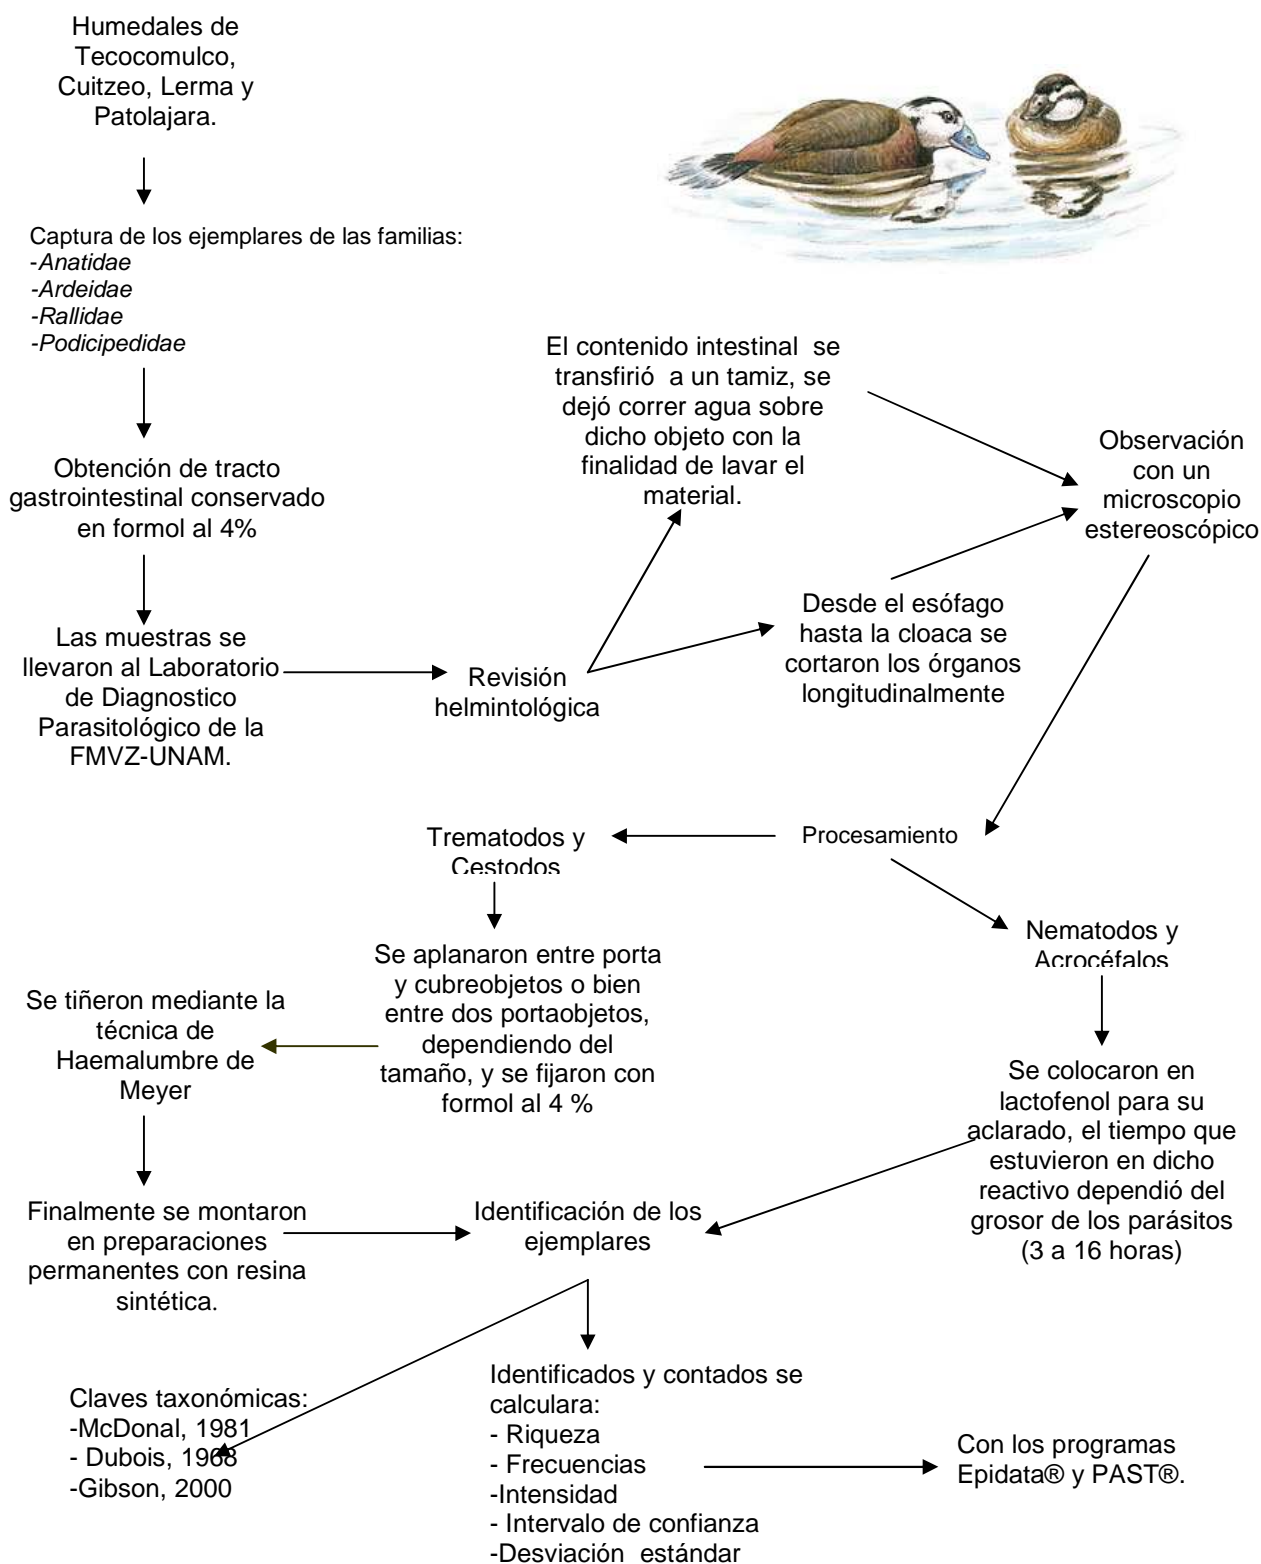 Humedales de
Tecocomulco,
Cuitzeo, Lerma y
Patolajara.
Captura de los ejemplares de las familias:
-Anatidae
-Ardeidae
-Rallidae
-Podicipedidae
Obtención de tracto
gastrointestinal conservado
en formol al 4%
Las muestras se
llevaron al Laboratorio
de Diagnostico
Parasitológico de la
FMVZ-UNAM.
Revisión
helmintológica
El contenido intestinal se
transfirió a un tamiz, se
dejó correr agua sobre
dicho objeto con la
finalidad de lavar el
material.
Desde el esófago
hasta la cloaca se
cortaron los órganos
longitudinalmente
Observación
con un
microscopio
estereoscópico
Procesamiento
Trematodos y
Cestodos
Se aplanaron entre porta
y cubreobjetos o bien
entre dos portaobjetos,
dependiendo del
tamaño, y se fijaron con
formol al 4 %
Se tiñeron mediante la
técnica de
Haemalumbre de
Meyer
Finalmente se montaron
en preparaciones
permanentes con resina
sintética.
Nematodos y
Acrocéfalos
Se colocaron en
lactofenol para su
aclarado, el tiempo que
estuvieron en dicho
reactivo dependió del
grosor de los parásitos
(3 a 16 horas)
Identificación de los
ejemplares
Claves taxonómicas:
-McDonal, 1981
- Dubois, 1968
-Gibson, 2000
Identificados y contados se
calculara:
- Riqueza
- Frecuencias
-Intensidad
- Intervalo de confianza
-Desviación estándar
Con los programas
Epidata® y PAST®.